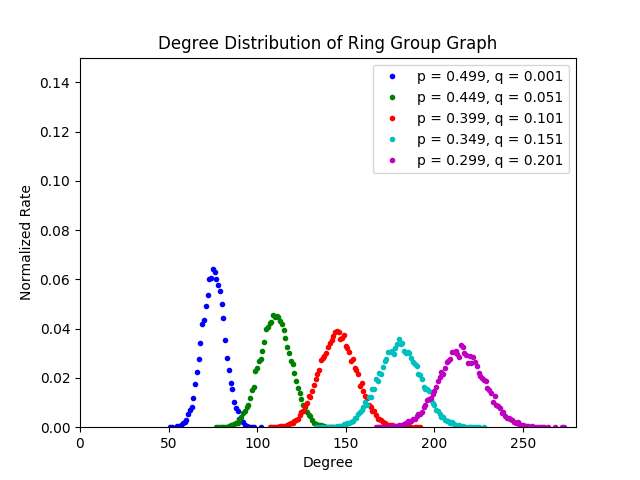 Degree Distribution of Ring Group Graph
p = 0.499, q = 0.001
p = 0.449, q = 0.051
p = 0.399, q = 0.101
p = 0.349, q = 0.151
p = 0.299, q = 0.201
Normalized Rate
0.14
0.12
0.10
0.08
0.06
0.04
0.02
0.00
0 50 100 150 200 250
Degree